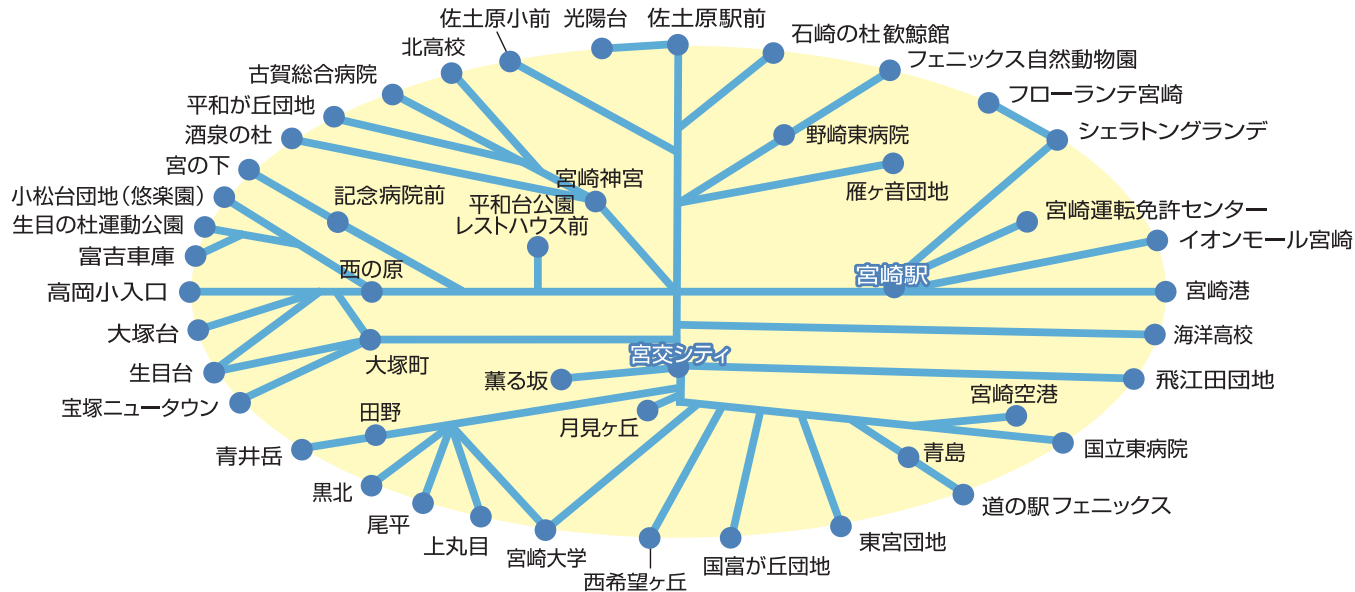 佐土原小前
光陽台
佐土原駅前
石崎の杜歓鯨館
北高校
フェニックス自然動物園
古賀総合病院
フローランテ宮崎
平和が丘団地
シェラトングランデ
酒泉の杜
野崎東病院
宮の下
宮崎神宮
雁ヶ音団地
小松台団地（悠楽園）
記念病院前
平和台公園
レストハウス前
宮崎運転免許センター
生目の杜運動公園
イオンモール宮崎
富吉車庫
西の原
宮崎駅
高岡小入口
宮崎港
大塚台
海洋高校
宮交シティ
生目台
大塚町
薫る坂
飛江田団地
宮崎空港
宝塚ニュータウン
田野
月見ヶ丘
青井岳
青島
国立東病院
黒北
道の駅フェニックス
尾平
上丸目
宮崎大学
東宮団地
西希望ヶ丘
国富が丘団地